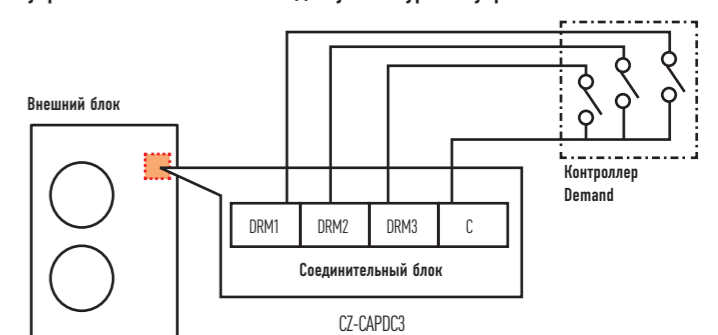 Внешний блок
Контроллер
Demand
DRM1 DRM2 DRM3 C
Соединительный блок
CZ-CAPDC3